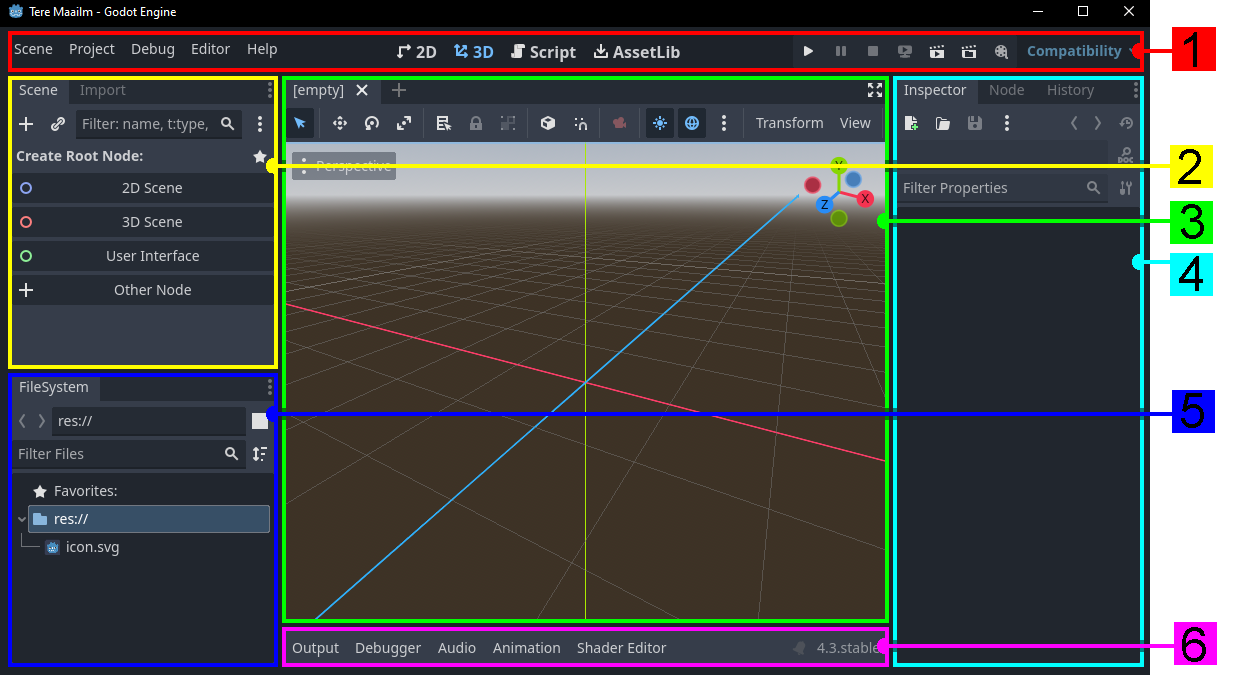 Tere Maailm - Godot Engine
Scene Project Debug Editor Help 2D 3D Script AssetLib Compatibility 1
Scene Import
Filter: name, t:type,
Create Root Node:
2D Scene
3D Scene
User Interface
Other Node
2
FileSystem
res://
Filter Files
Favorites:
res://
icon.svg
5
[empty]
Transform View
Perspective
Y
X
Z
3
Inspector Node History
DOC
Filter Properties
4
Output Debugger Audio Animation Shader Editor 4.3.stable
6